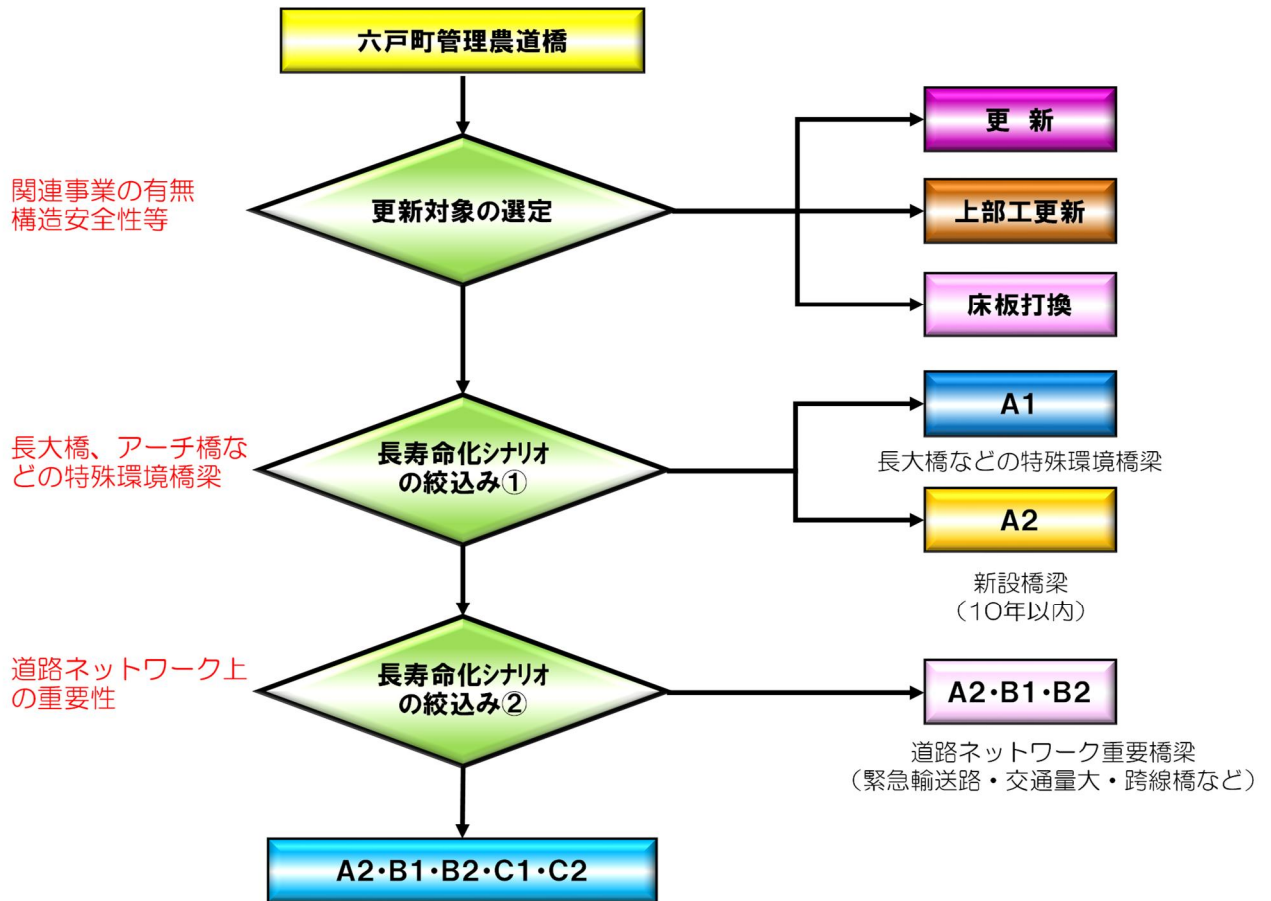 六戸町管理農道橋
関連事業の有無
構造安全性等
更新対象の選定
更 新
上部工更新
床板打換
長大橋、アーチ橋な
どの特殊環境橋梁
長寿命化シナリオ
の絞込み①
A1
長大橋などの特殊環境橋梁
A2
新設橋梁
（10年以内）
道路ネットワーク上
の重要性
長寿命化シナリオ
の絞込み②
A2・B1・B2
道路ネットワーク重要橋梁
（緊急輸送路・交通量大・跨線橋など）
A2・B1・B2・C1・C2